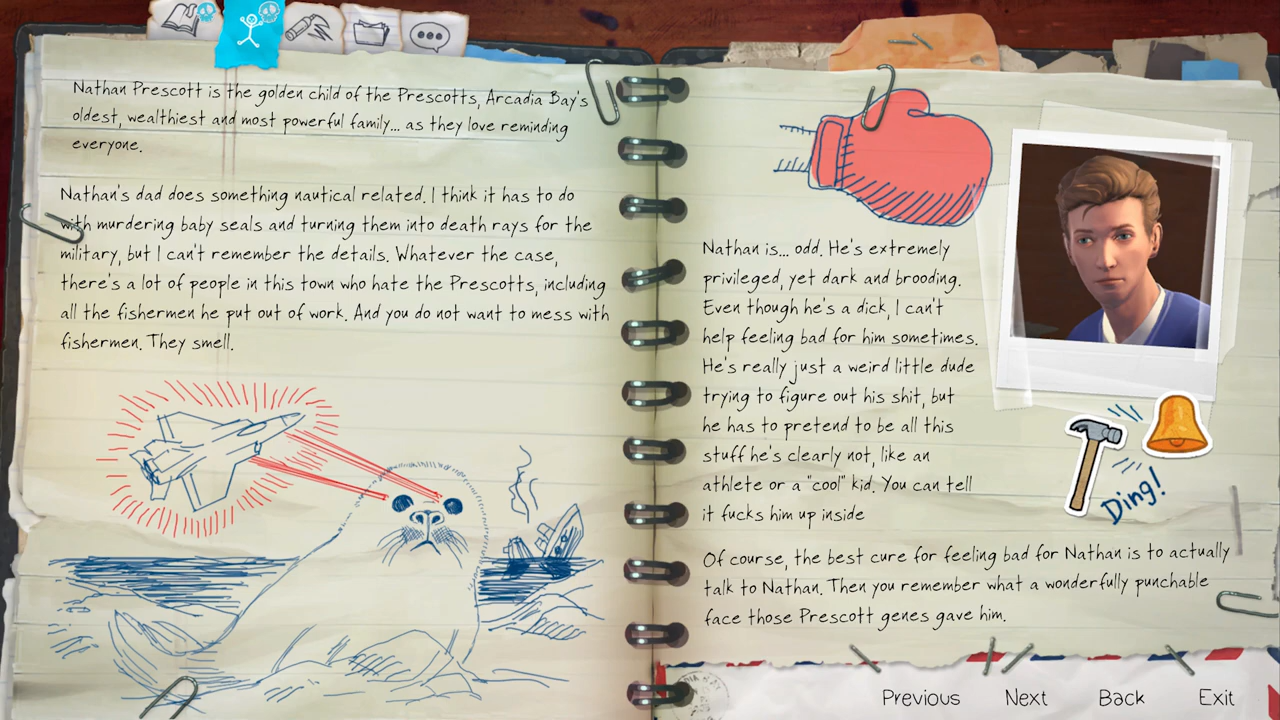 Nathan Prescott is the golden child of the Prescotts, Arcadia Bay's
oldest, wealthiest and most powerful family... as they love reminding
everyone.
Nathan's dad does something nautical related. I think it has to do
with murdering baby seals and turning them into death rays for the
military, but I can't remember the details. Whatever the case,
there's a lot of people in this town who hate the Prescotts, including
all the fishermen he put out of work. And you do not want to mess with
fishermen. They smell.
Nathan is... odd. He's extremely
privileged, yet dark and brooding.
Even though he's a dick, I can't
help feeling bad for him sometimes.
He's really just a weird little dude
trying to figure out his shit, but
he has to pretend to be all this
stuff he's clearly not, like an
athlete or a "cool" kid. You can tell
it fucks him up inside
Ding!
Of course, the best cure for feeling bad for Nathan is to actually
talk to Nathan. Then you remember what a wonderfully punchable
face those Prescott genes gave him.
Previous Next Back Exit